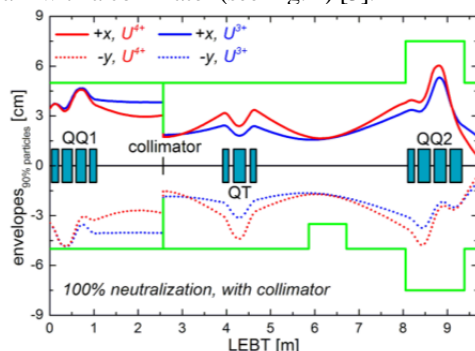 +x, U4+ +x, U3+
-y, U4+ -y, U3+
9
6
3
0
-3
-6
-9
envelopes90% particles [cm]
QQ1
collimator
QT
QQ2
100% neutralization, with collimator
0 1 2 3 4 5 6 7 8 9
LEBT [m]